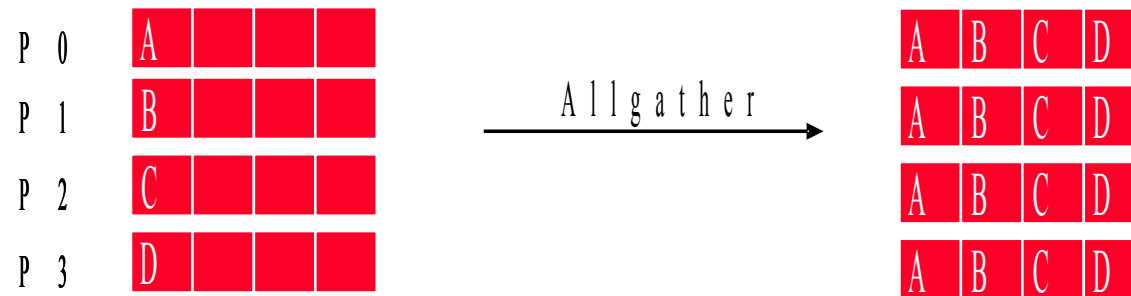 P 0 A A B C D
Allgather
P 1 B A B C D
P 2 C A B C D
P 3 D A B C D